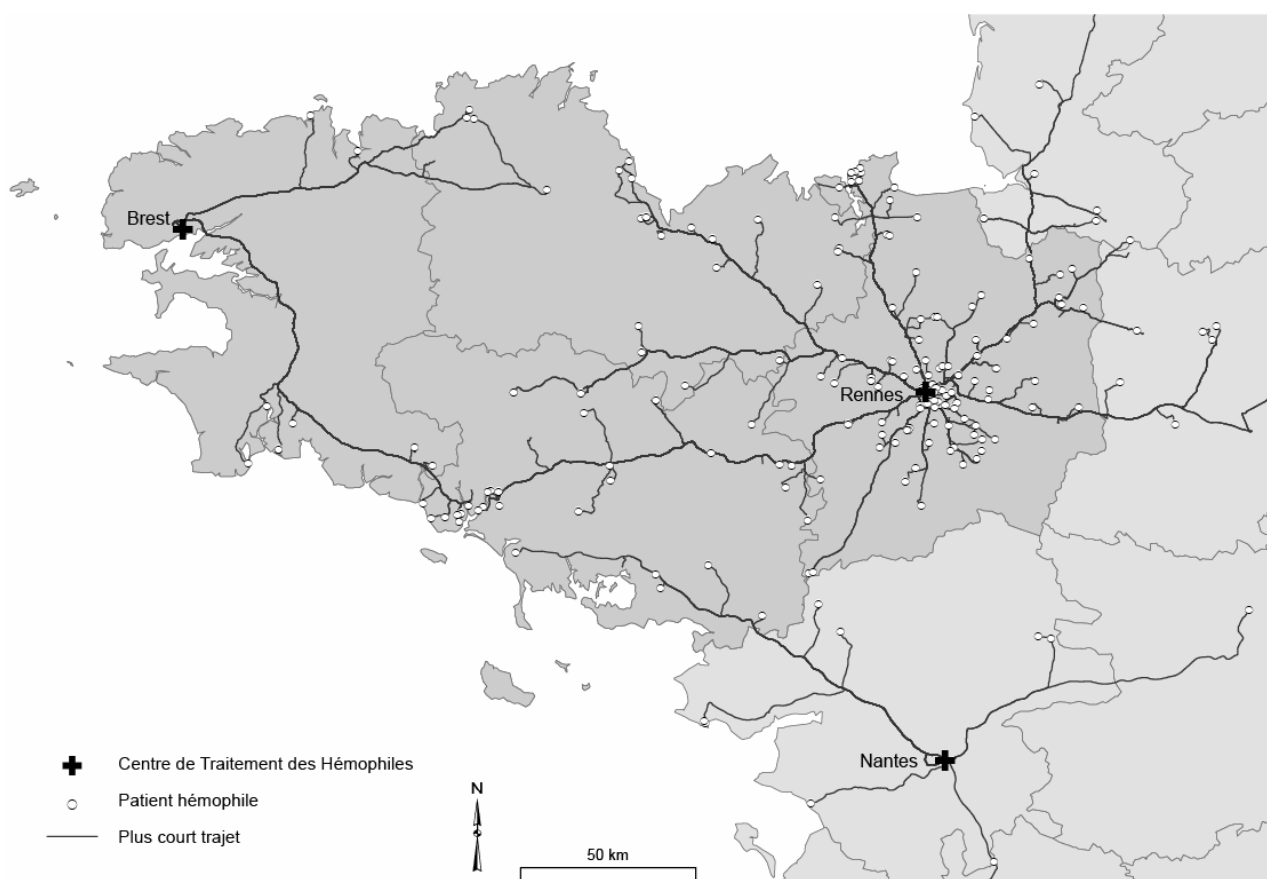 Brest
Rennes
Nantes
Centre de Traitement des Hémophiles
Patient hémophile
Plus court trajet
N
50 km